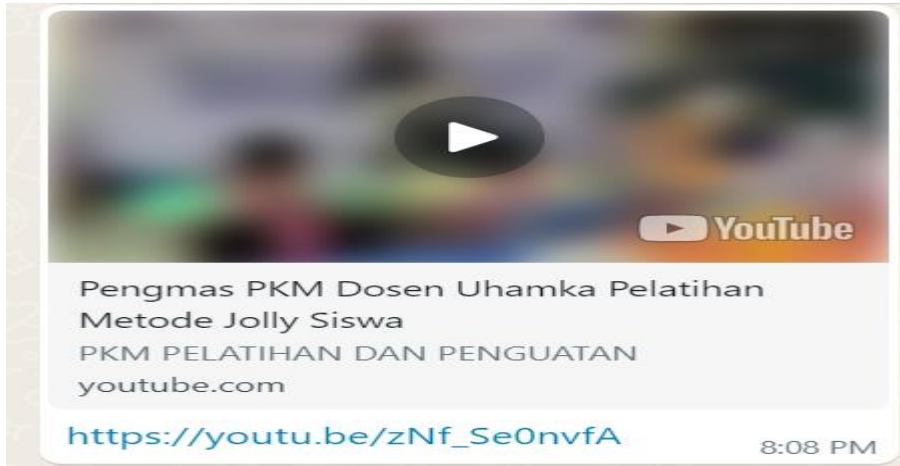 YouTube
Pengmas PKM Dosen Uhamka Pelatihan
Metode Jolly Siswa
PKM PELATIHAN DAN PENGUATAN
youtube.com
https://youtu.be/zNf_Se0nvfA
8:08 PM